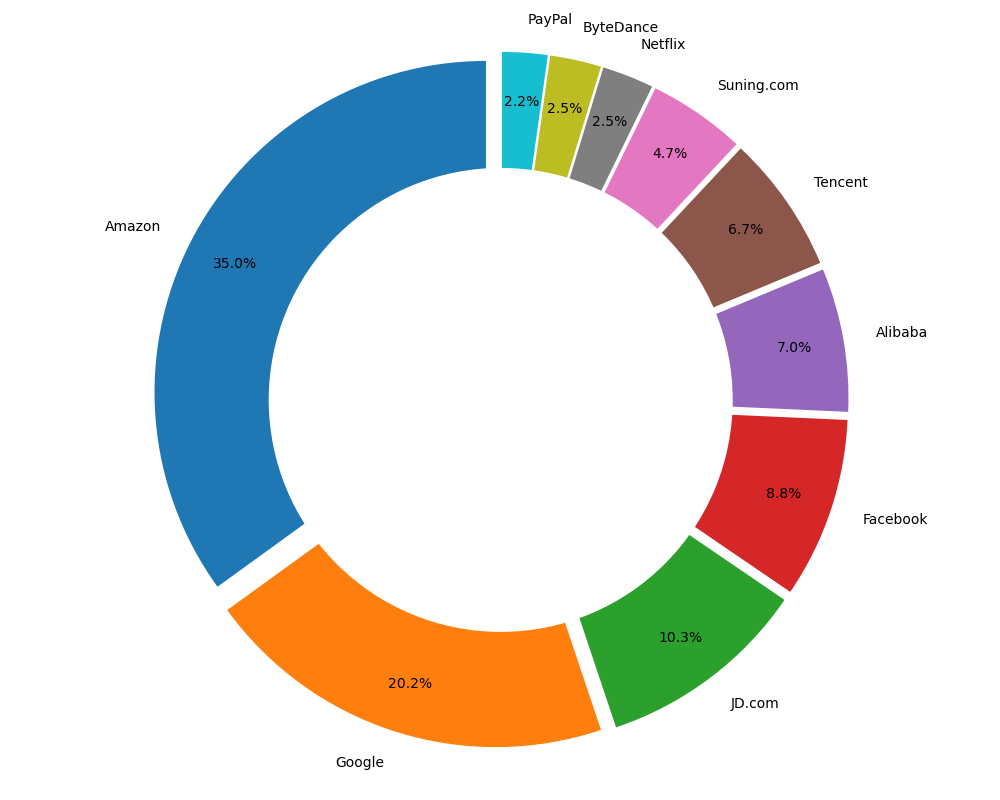 PayPal
ByteDance
Netflix
Suning.com
Tencent
Alibaba
Facebook
JD.com
Google
Amazon
2.2%
2.5%
2.5%
4.7%
6.7%
7.0%
8.8%
10.3%
20.2%
35.0%